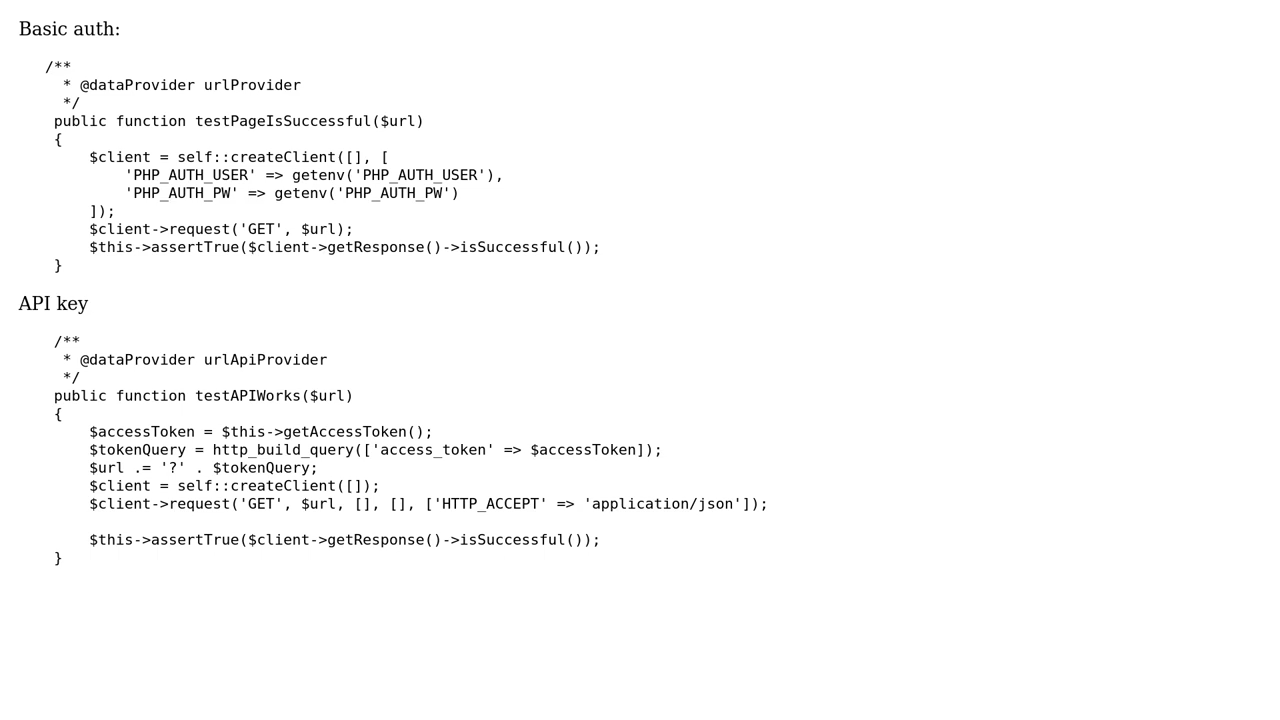 Basic auth:
/**
 * @dataProvider urlProvider
 */
public function testPageIsSuccessful($url)
{
    $client = self::createClient([], [
        'PHP_AUTH_USER' => getenv('PHP_AUTH_USER'),
        'PHP_AUTH_PW' => getenv('PHP_AUTH_PW')
    ]);
    $client->request('GET', $url);
    $this->assertTrue($client->getResponse()->isSuccessful());
}
API key
/**
 * @dataProvider urlApiProvider
 */
public function testAPIWorks($url)
{
    $accessToken = $this->getAccessToken();
    $tokenQuery = http_build_query(['access_token' => $accessToken]);
    $url .= '?' . $tokenQuery;
    $client = self::createClient([]);
    $client->request('GET', $url, [], [], ['HTTP_ACCEPT' => 'application/json']);
    $this->assertTrue($client->getResponse()->isSuccessful());
}